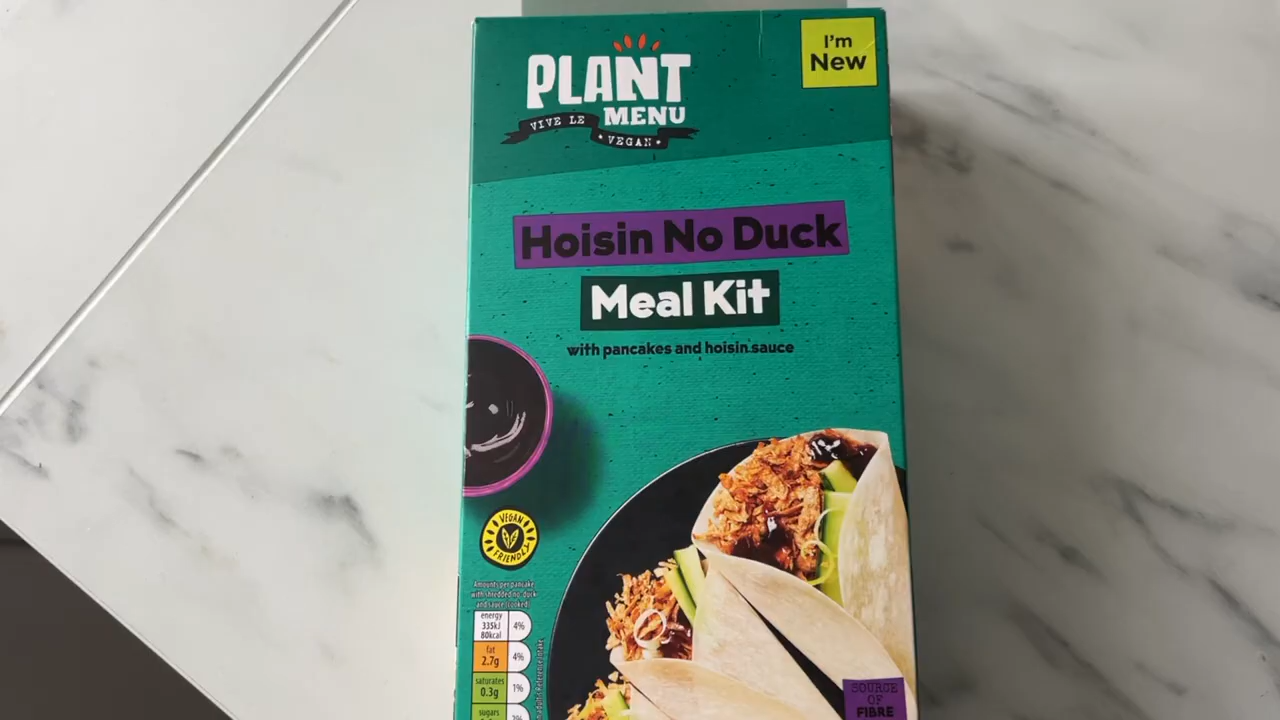 I'm
New
PLANT
MENU
VIVE LE
• VEGAN •
Hoisin No Duck
Meal Kit
with pancakes and hoisin sauce
VEGAN
FRIENDLY
Amounts per pancake
with shredded no-duck
and sauce (cooked)
energy
335kJ
80kcal
4%
fat
2.7g
4%
saturates
0.3g
1%
sugars
SOURCE
OF
FIBRE